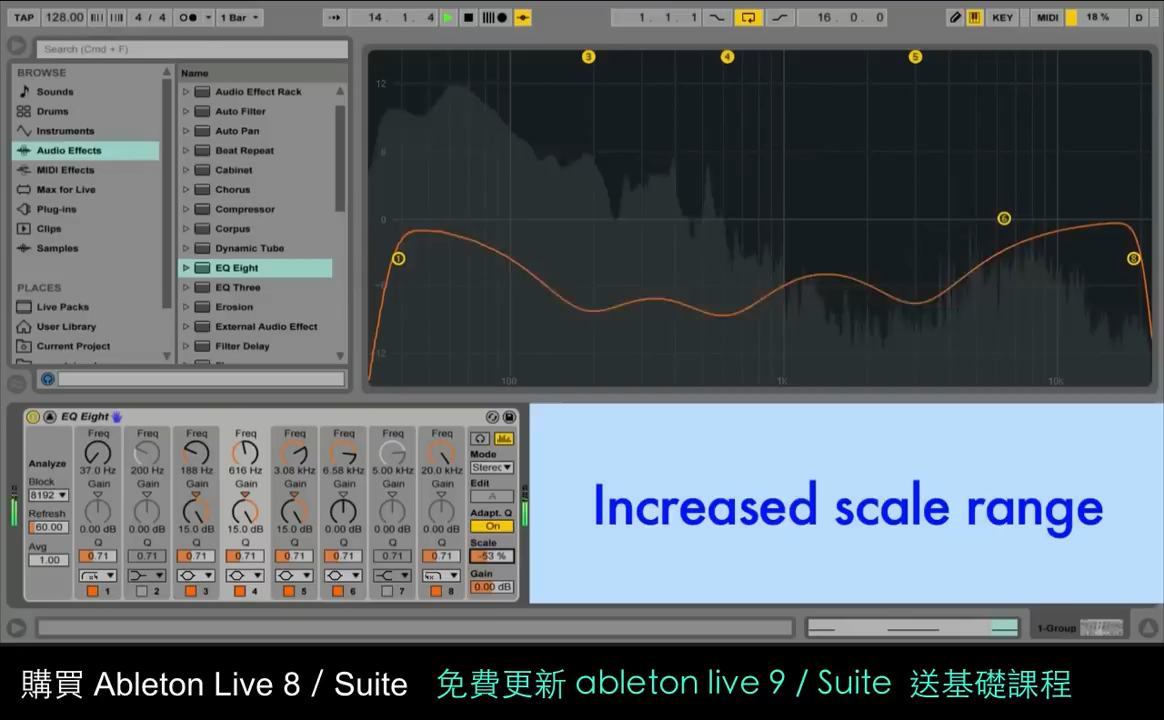 TAP 128.00 4 / 4 1 Bar 14. 1. 4 1. 1. 1 16. 0. 0 KEY MIDI 18 % D
Search (Cmd + F)
BROWSE
Sounds
Drums
Instruments
Audio Effects
MIDI Effects
Max for Live
Plug-ins
Clips
Samples
PLACES
Live Packs
User Library
Current Project
Name
Audio Effect Rack
Auto Filter
Auto Pan
Beat Repeat
Cabinet
Chorus
Compressor
Corpus
Dynamic Tube
EQ Eight
EQ Three
Erosion
External Audio Effect
Filter Delay
3 4 5
12
6
0
6
1 8
-6
-12
100 1k 10k
EQ Eight
Analyze
Block
8192
Refresh
60.00
Avg
1.00
Freq Freq Freq Freq Freq Freq Freq Freq
37.0 Hz 200 Hz 188 Hz 616 Hz 3.08 kHz 6.58 kHz 5.00 kHz 20.0 kHz
Gain Gain Gain Gain Gain Gain Gain Gain
0.00 dB 0.00 dB 15.0 dB 15.0 dB 15.0 dB 0.00 dB 0.00 dB 0.00 dB
Q Q Q Q Q Q Q Q
0.71 0.71 0.71 0.71 0.71 0.71 0.71 0.71
1 2 3 4 5 6 7 8
Mode
Stereo
Edit
A
Adapt. Q
On
Scale
-53 %
Gain
0.00 dB
Increased scale range
1-Group
購買 Ableton Live 8 / Suite 免費更新 ableton live 9 / Suite 送基礎課程